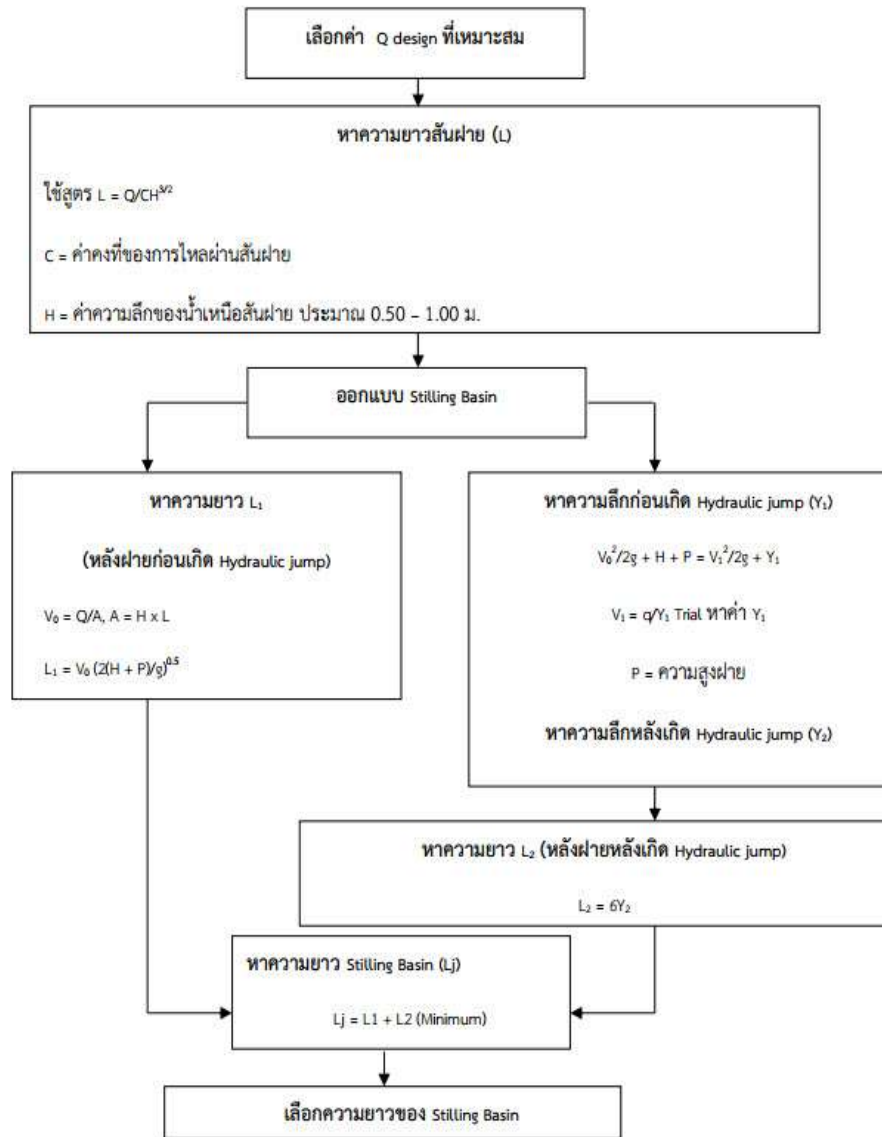 เลือกค่า Q design ที่เหมาะสม
หาความยาวสันฝาย (L)
ใช้สูตร L = Q/CH^3/2
C = ค่าคงที่ของการไหลผ่านสันฝาย
H = ค่าความลึกของน้ำเหนือสันฝาย ประมาณ 0.50 – 1.00 ม.
ออกแบบ Stilling Basin
หาความยาว L₁
(หลังฝายก่อนเกิด Hydraulic jump)
V₀ = Q/A, A = H x L
L₁ = V₀ (2(H + P)/g)^0.5
หาความลึกก่อนเกิด Hydraulic jump (Y₁)
V₀²/2g + H + P = V₁²/2g + Y₁
V₁ = q/Y₁ Trial หาค่า Y₁
P = ความสูงฝาย
หาความลึกหลังเกิด Hydraulic jump (Y₂)
หาความยาว L₂ (หลังฝายหลังเกิด Hydraulic jump)
L₂ = 6Y₂
หาความยาว Stilling Basin (Lj)
Lj = L1 + L2 (Minimum)
เลือกความยาวของ Stilling Basin